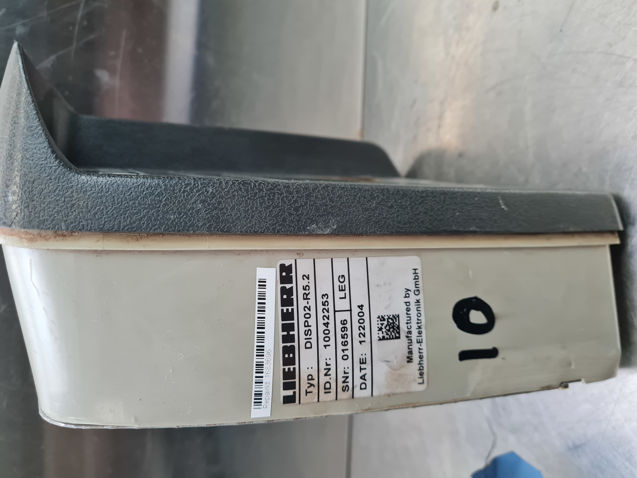 LIEBHERR
Typ: DISP02-R5.2
ID.Nr: 10042253
SNr: 016596 LEG
DATE: 122004
Manufactured by
Liebherr-Elektronik GmbH
10